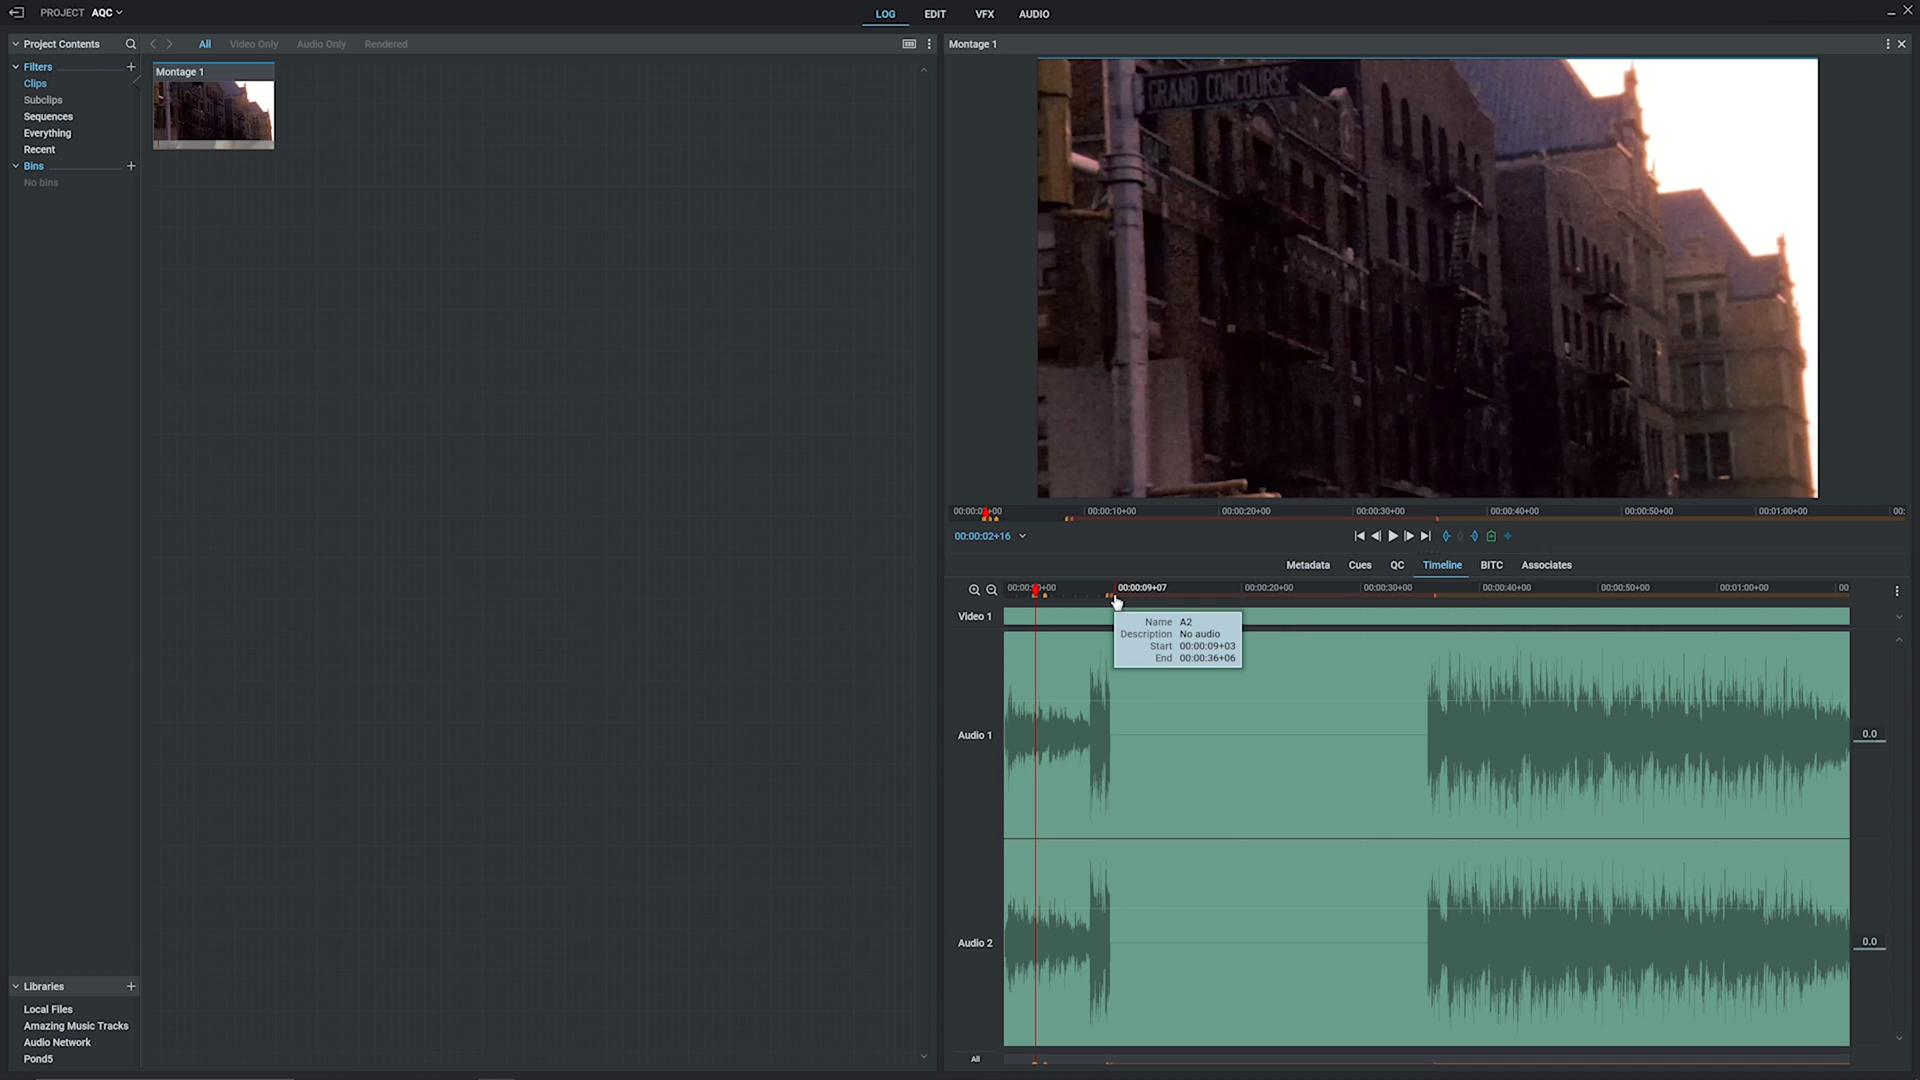 PROJECT AQC
LOG EDIT VFX AUDIO
Project Contents
All Video Only Audio Only Rendered
Montage 1
Filters
Clips
Subclips
Sequences
Everything
Recent
Bins
No bins
Montage 1
GRAND CONCOURSE
00:00:10+00 00:00:20+00 00:00:30+00 00:00:40+00 00:00:50+00 00:01:00+00 00:
00:00:02+16
Metadata Cues QC Timeline BITC Associates
00:00:09+07 00:00:20+00 00:00:30+00 00:00:40+00 00:00:50+00 00:01:00+00 00
Video 1
Name A2
Description No audio
Start 00:00:09+03
End 00:00:36+06
Audio 1 0.0
Audio 2 0.0
All
Libraries
Local Files
Amazing Music Tracks
Audio Network
Pond5